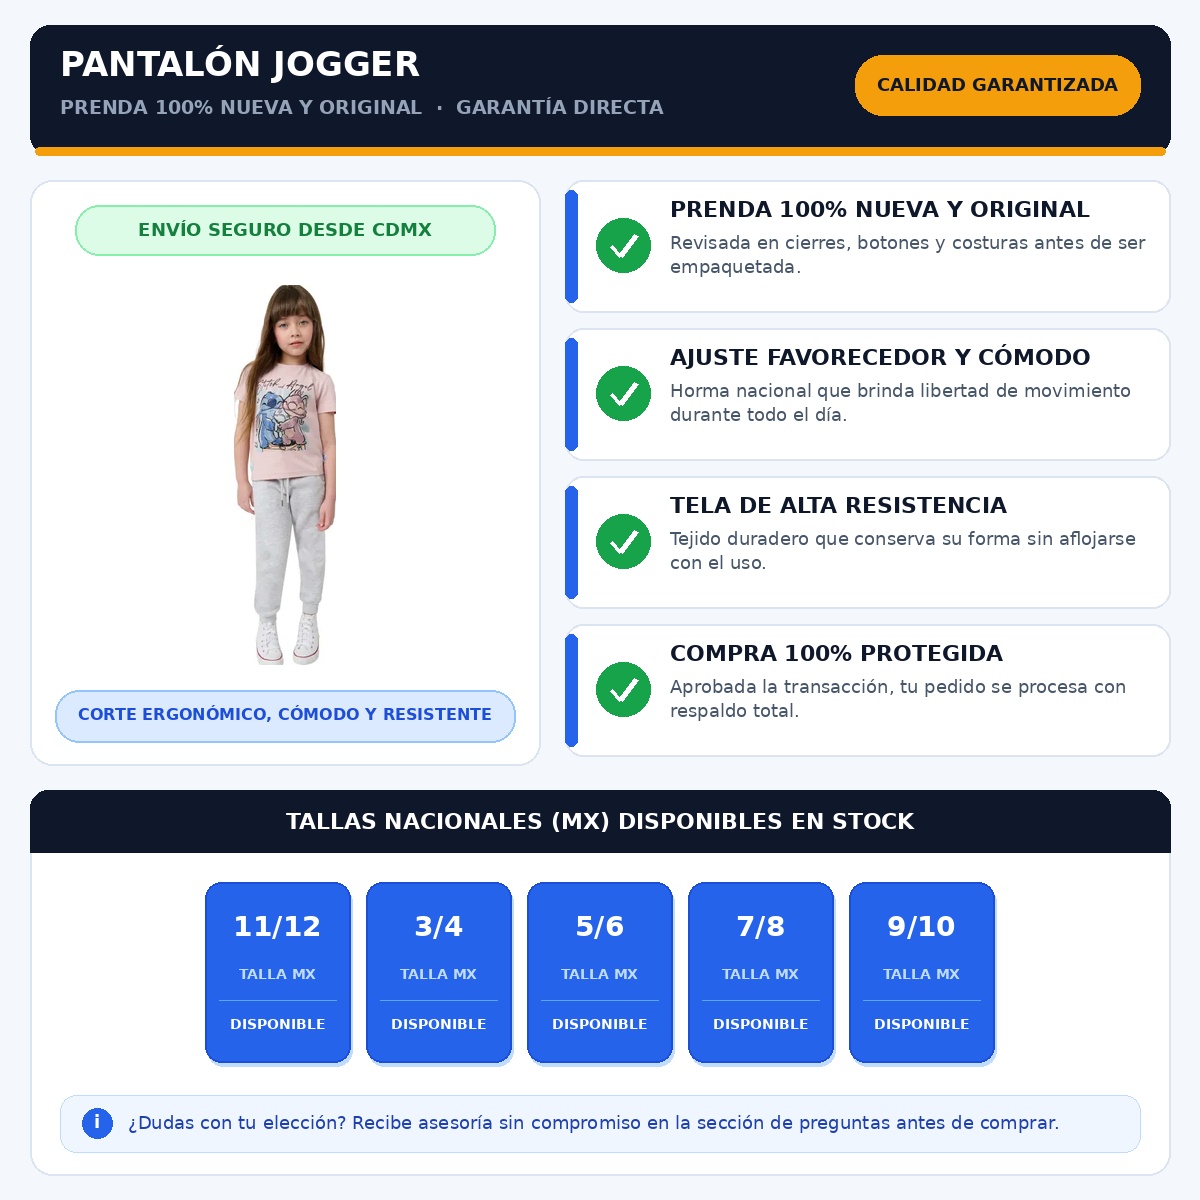 PANTALÓN JOGGER
PRENDA 100% NUEVA Y ORIGINAL · GARANTÍA DIRECTA
CALIDAD GARANTIZADA
ENVÍO SEGURO DESDE CDMX
CORTE ERGONÓMICO, CÓMODO Y RESISTENTE
PRENDA 100% NUEVA Y ORIGINAL
Revisada en cierres, botones y costuras antes de ser
empaquetada.
AJUSTE FAVORECEDOR Y CÓMODO
Horma nacional que brinda libertad de movimiento
durante todo el día.
TELA DE ALTA RESISTENCIA
Tejido duradero que conserva su forma sin aflojarse
con el uso.
COMPRA 100% PROTEGIDA
Aprobada la transacción, tu pedido se procesa con
respaldo total.
TALLAS NACIONALES (MX) DISPONIBLES EN STOCK
11/12
TALLA MX
DISPONIBLE
3/4
TALLA MX
DISPONIBLE
5/6
TALLA MX
DISPONIBLE
7/8
TALLA MX
DISPONIBLE
9/10
TALLA MX
DISPONIBLE
i
¿Dudas con tu elección? Recibe asesoría sin compromiso en la sección de preguntas antes de comprar.